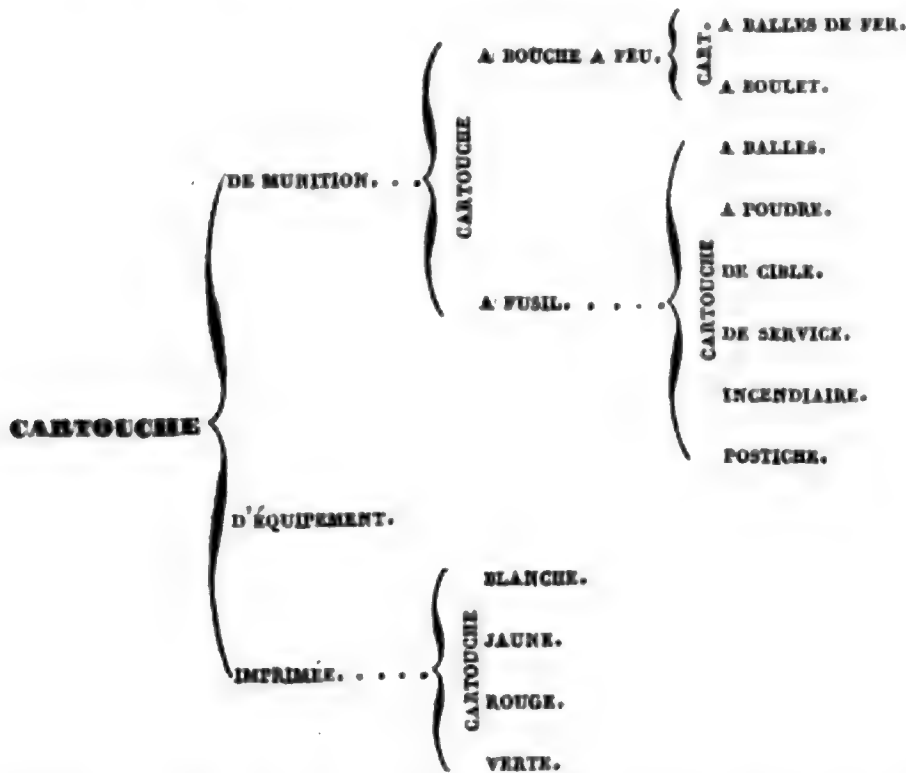 CARTOUCHE
DE MUNITION. . . .
CARTOUCHE
A BOUCHE A FEU.
CART.
A BALLES DE FER.
A BOULET.
A FUSIL. . . . .
CARTOUCHE
A BALLES.
A POUDRE.
DE CIBLE.
DE SERVICE.
INCENDIAIRE.
POSTICHE.
D'ÉQUIPEMENT.
IMPRIMÉE. . . . .
CARTOUCHE
BLANCHE.
JAUNE.
ROUGE.
VERTE.